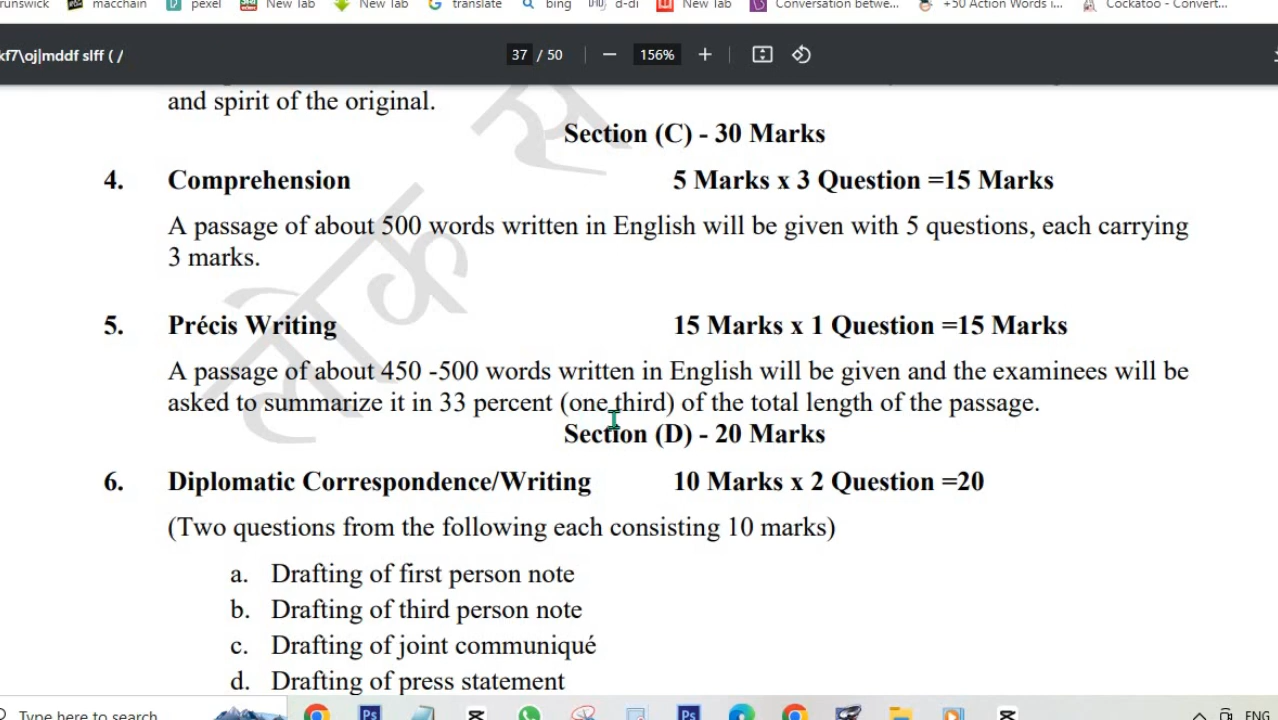 macchain
pexel
New Tab
New Tab
translate
bing
d-di
New Tab
Conversation betwe...
+50 Action Words i...
Cockatoo - Convert...
kf7\oj|mddf slff ( /
37 / 50
156%
and spirit of the original.
Section (C) - 30 Marks
4. Comprehension 5 Marks x 3 Question =15 Marks
A passage of about 500 words written in English will be given with 5 questions, each carrying
3 marks.
5. Précis Writing 15 Marks x 1 Question =15 Marks
A passage of about 450 -500 words written in English will be given and the examinees will be
asked to summarize it in 33 percent (one third) of the total length of the passage.
Section (D) - 20 Marks
6. Diplomatic Correspondence/Writing 10 Marks x 2 Question =20
(Two questions from the following each consisting 10 marks)
a. Drafting of first person note
b. Drafting of third person note
c. Drafting of joint communiqué
d. Drafting of press statement
लोक
Type here to search
ENG